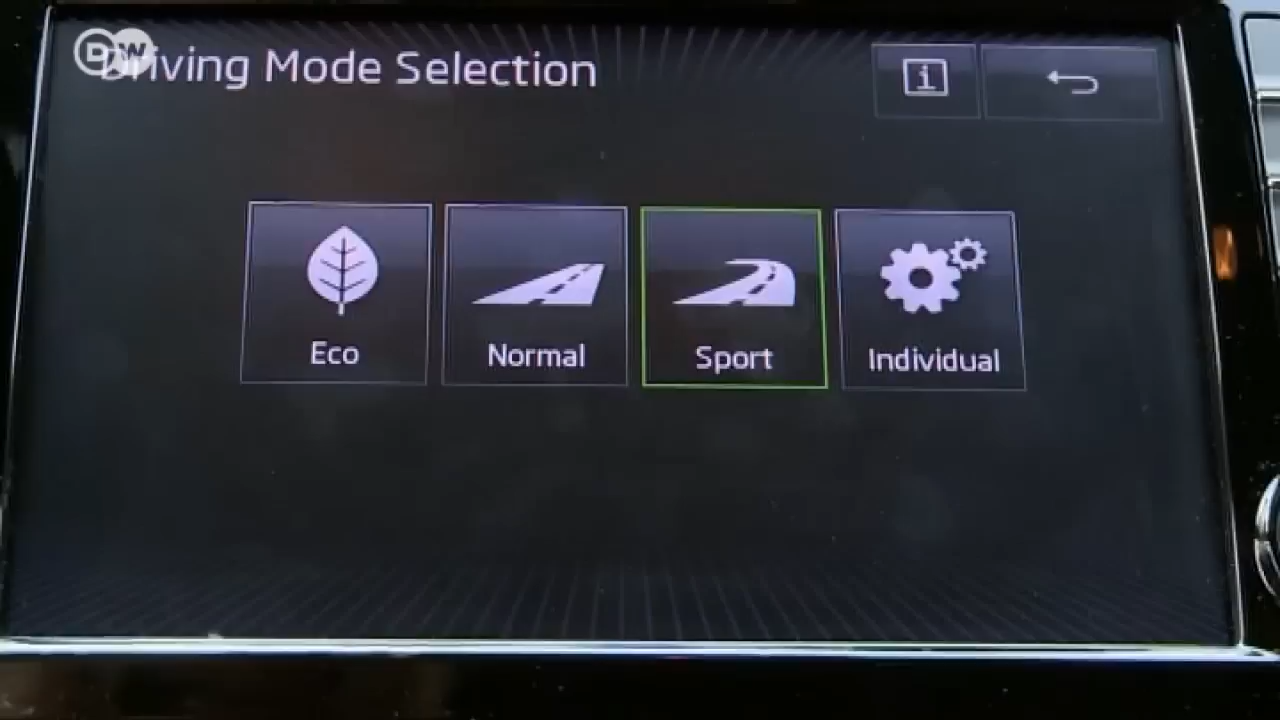 DW
Driving Mode Selection
i
Eco
Normal
Sport
Individual